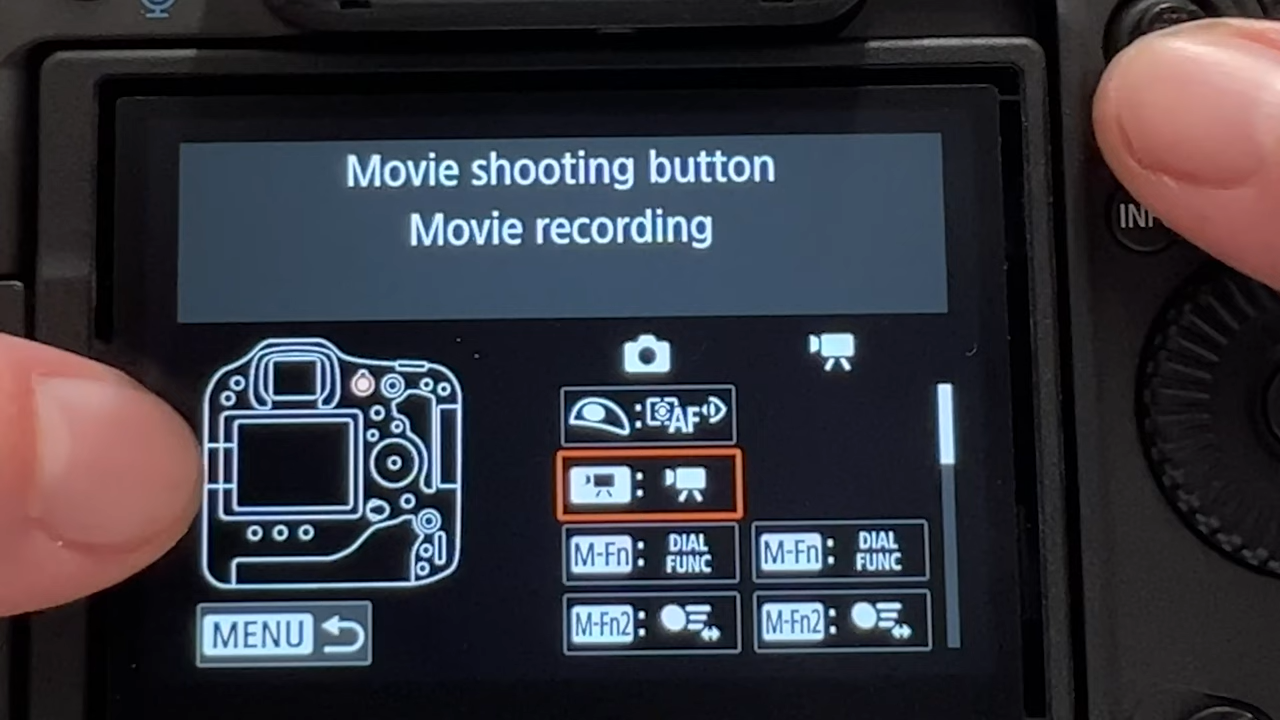 Movie shooting button
Movie recording
:AF
:
M-Fn: DIAL FUNC M-Fn: DIAL FUNC
M-Fn2: M-Fn2:
MENU